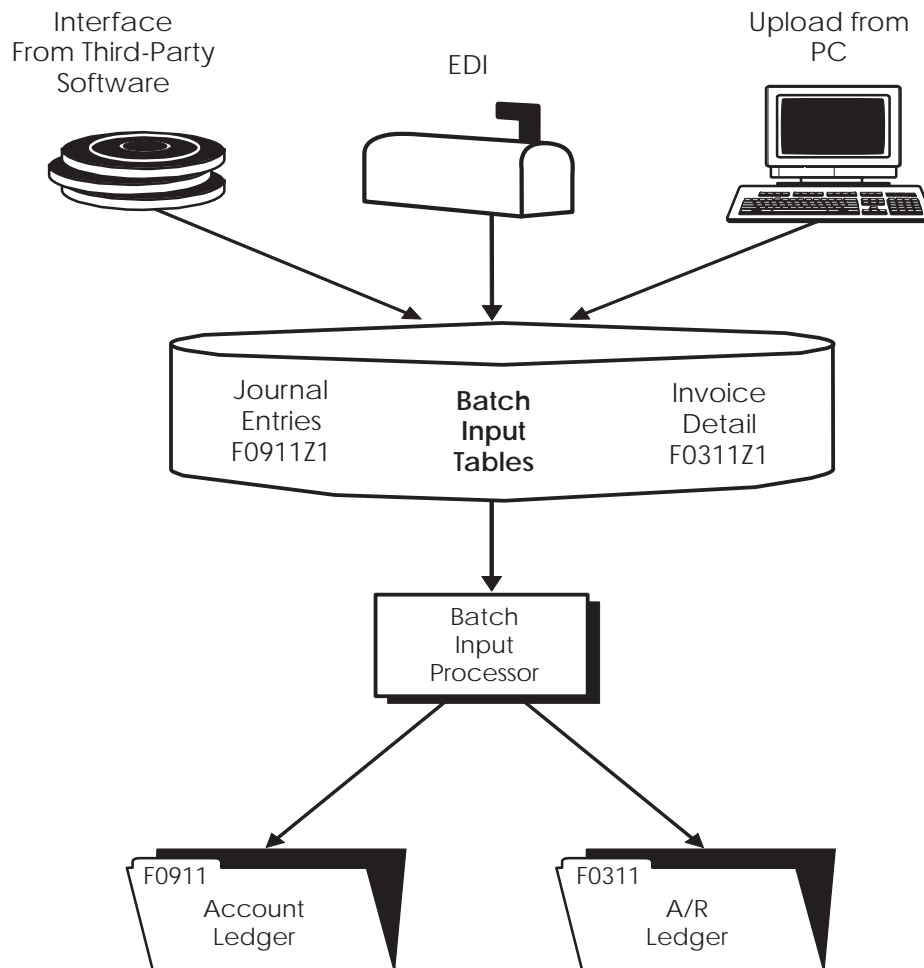 Interface
From Third-Party
Software
EDI
Upload from
PC
Journal
Entries
F0911Z1
Batch
Input
Tables
Invoice
Detail
F0311Z1
Batch
Input
Processor
F0911
Account
Ledger
F0311
A/R
Ledger